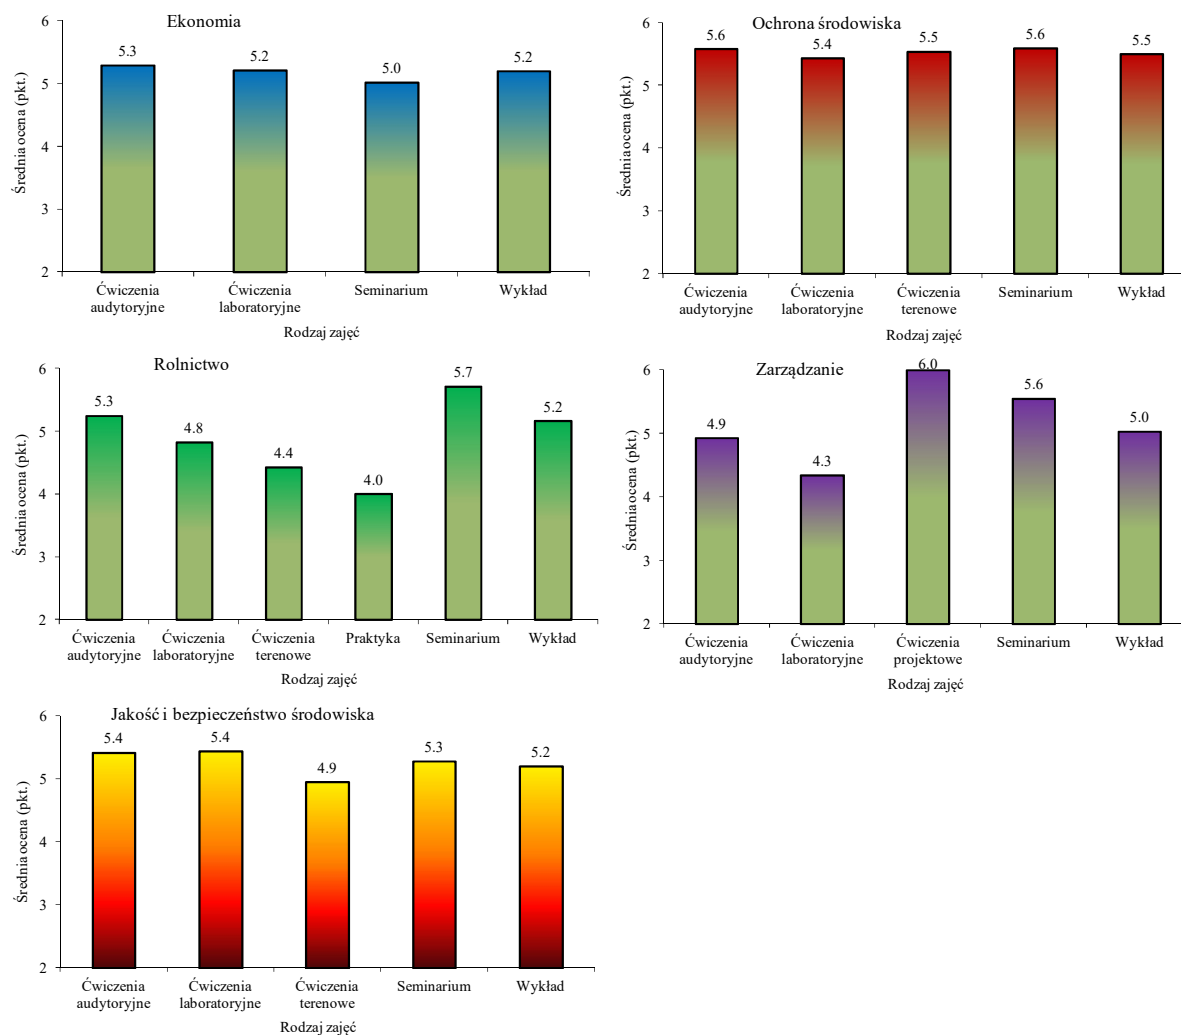 Ekonomia
Średnia ocena (pkt.)
6
5
4
3
2
5.3
5.2
5.0
5.2
Ćwiczenia
audytoryjne
Ćwiczenia
laboratoryjne
Seminarium
Wykład
Rodzaj zajęć
Ochrona środowiska
Średnia ocena (pkt.)
6
5
4
3
2
5.6
5.4
5.5
5.6
5.5
Ćwiczenia
audytoryjne
Ćwiczenia
laboratoryjne
Ćwiczenia
terenowe
Seminarium
Wykład
Rodzaj zajęć
Rolnictwo
Średnia ocena (pkt.)
6
5
4
3
2
5.3
4.8
4.4
4.0
5.7
5.2
Ćwiczenia
audytoryjne
Ćwiczenia
laboratoryjne
Ćwiczenia
terenowe
Praktyka
Seminarium
Wykład
Rodzaj zajęć
Zarządzanie
Średnia ocena (pkt.)
6
5
4
3
2
4.9
4.3
6.0
5.6
5.0
Ćwiczenia
audytoryjne
Ćwiczenia
laboratoryjne
Ćwiczenia
projektowe
Seminarium
Wykład
Rodzaj zajęć
Jakość i bezpieczeństwo środowiska
Średnia ocena (pkt.)
6
5
4
3
2
5.4
5.4
4.9
5.3
5.2
Ćwiczenia
audytoryjne
Ćwiczenia
laboratoryjne
Ćwiczenia
terenowe
Seminarium
Wykład
Rodzaj zajęć